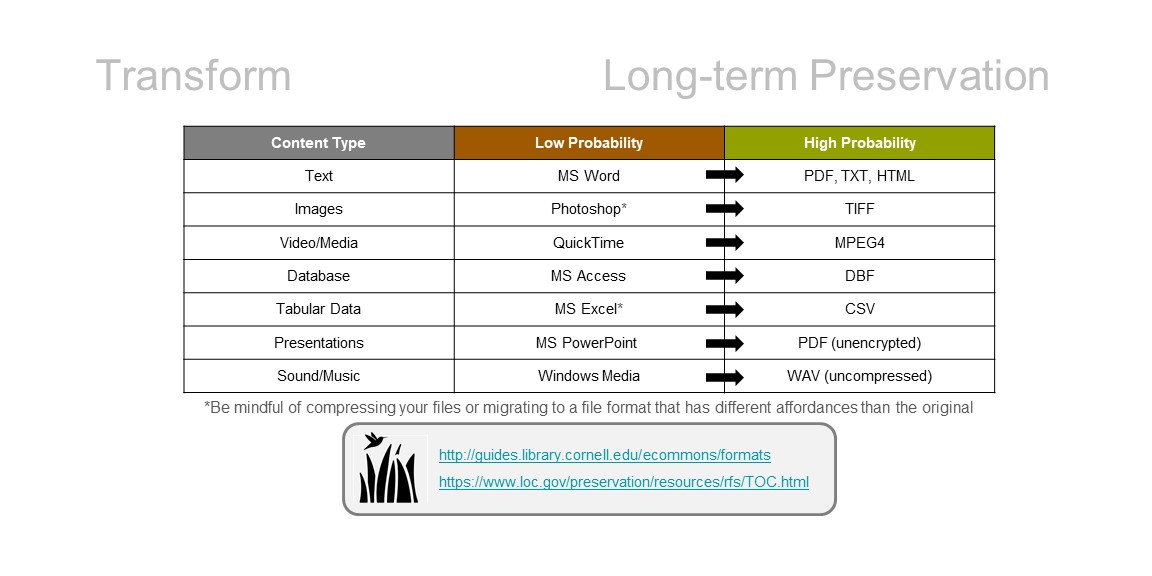 Transform Long-term Preservation
Content Type Low Probability High Probability
Text MS Word PDF, TXT, HTML
Images Photoshop* TIFF
Video/Media QuickTime MPEG4
Database MS Access DBF
Tabular Data MS Excel* CSV
Presentations MS PowerPoint PDF (unencrypted)
Sound/Music Windows Media WAV (uncompressed)
*Be mindful of compressing your files or migrating to a file format that has different affordances than the original
http://guides.library.cornell.edu/ecommons/formats
https://www.loc.gov/preservation/resources/rfs/TOC.html